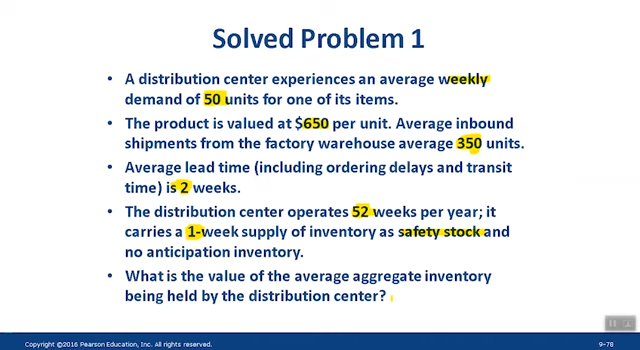 Solved Problem 1
• A distribution center experiences an average weekly
demand of 50 units for one of its items.
• The product is valued at $650 per unit. Average inbound
shipments from the factory warehouse average 350 units.
• Average lead time (including ordering delays and transit
time) is 2 weeks.
• The distribution center operates 52 weeks per year; it
carries a 1-week supply of inventory as safety stock and
no anticipation inventory.
• What is the value of the average aggregate inventory
being held by the distribution center?
Copyright ©2016 Pearson Education, Inc. All rights reserved.
9-78